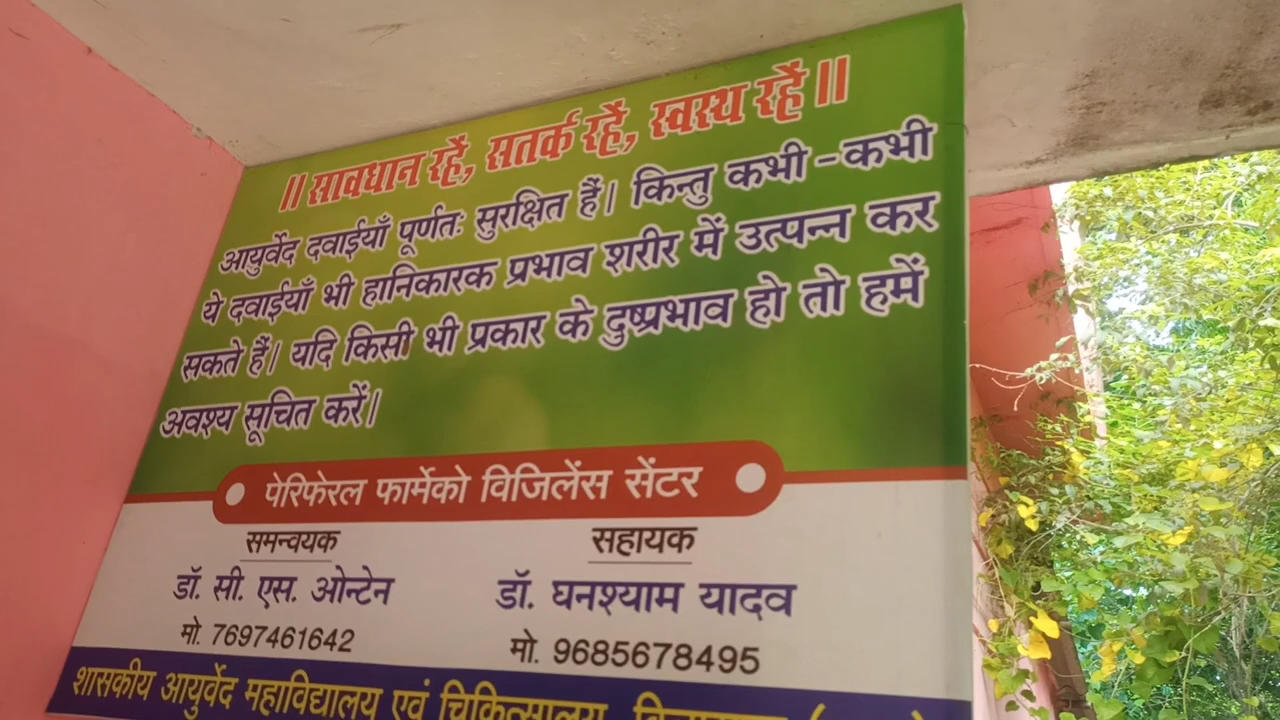 ॥ सावधान रहें, सतर्क रहें, स्वस्थ रहें ॥
आयुर्वेद दवाईयाँ पूर्णतः सुरक्षित हैं। किन्तु कभी-कभी
ये दवाईयाँ भी हानिकारक प्रभाव शरीर में उत्पन्न कर
सकते हैं। यदि किसी भी प्रकार के दुष्प्रभाव हो तो हमें
अवश्य सूचित करें।
पेरिफेरल फार्मेको विजिलेंस सेंटर
समन्वयक
डॉ. सी. एस. ओन्टेन
मो. 7697461642
सहायक
डॉ. घनश्याम यादव
मो. 9685678495
शासकीय आयुर्वेद महाविद्यालय एवं चिकित्सालय,